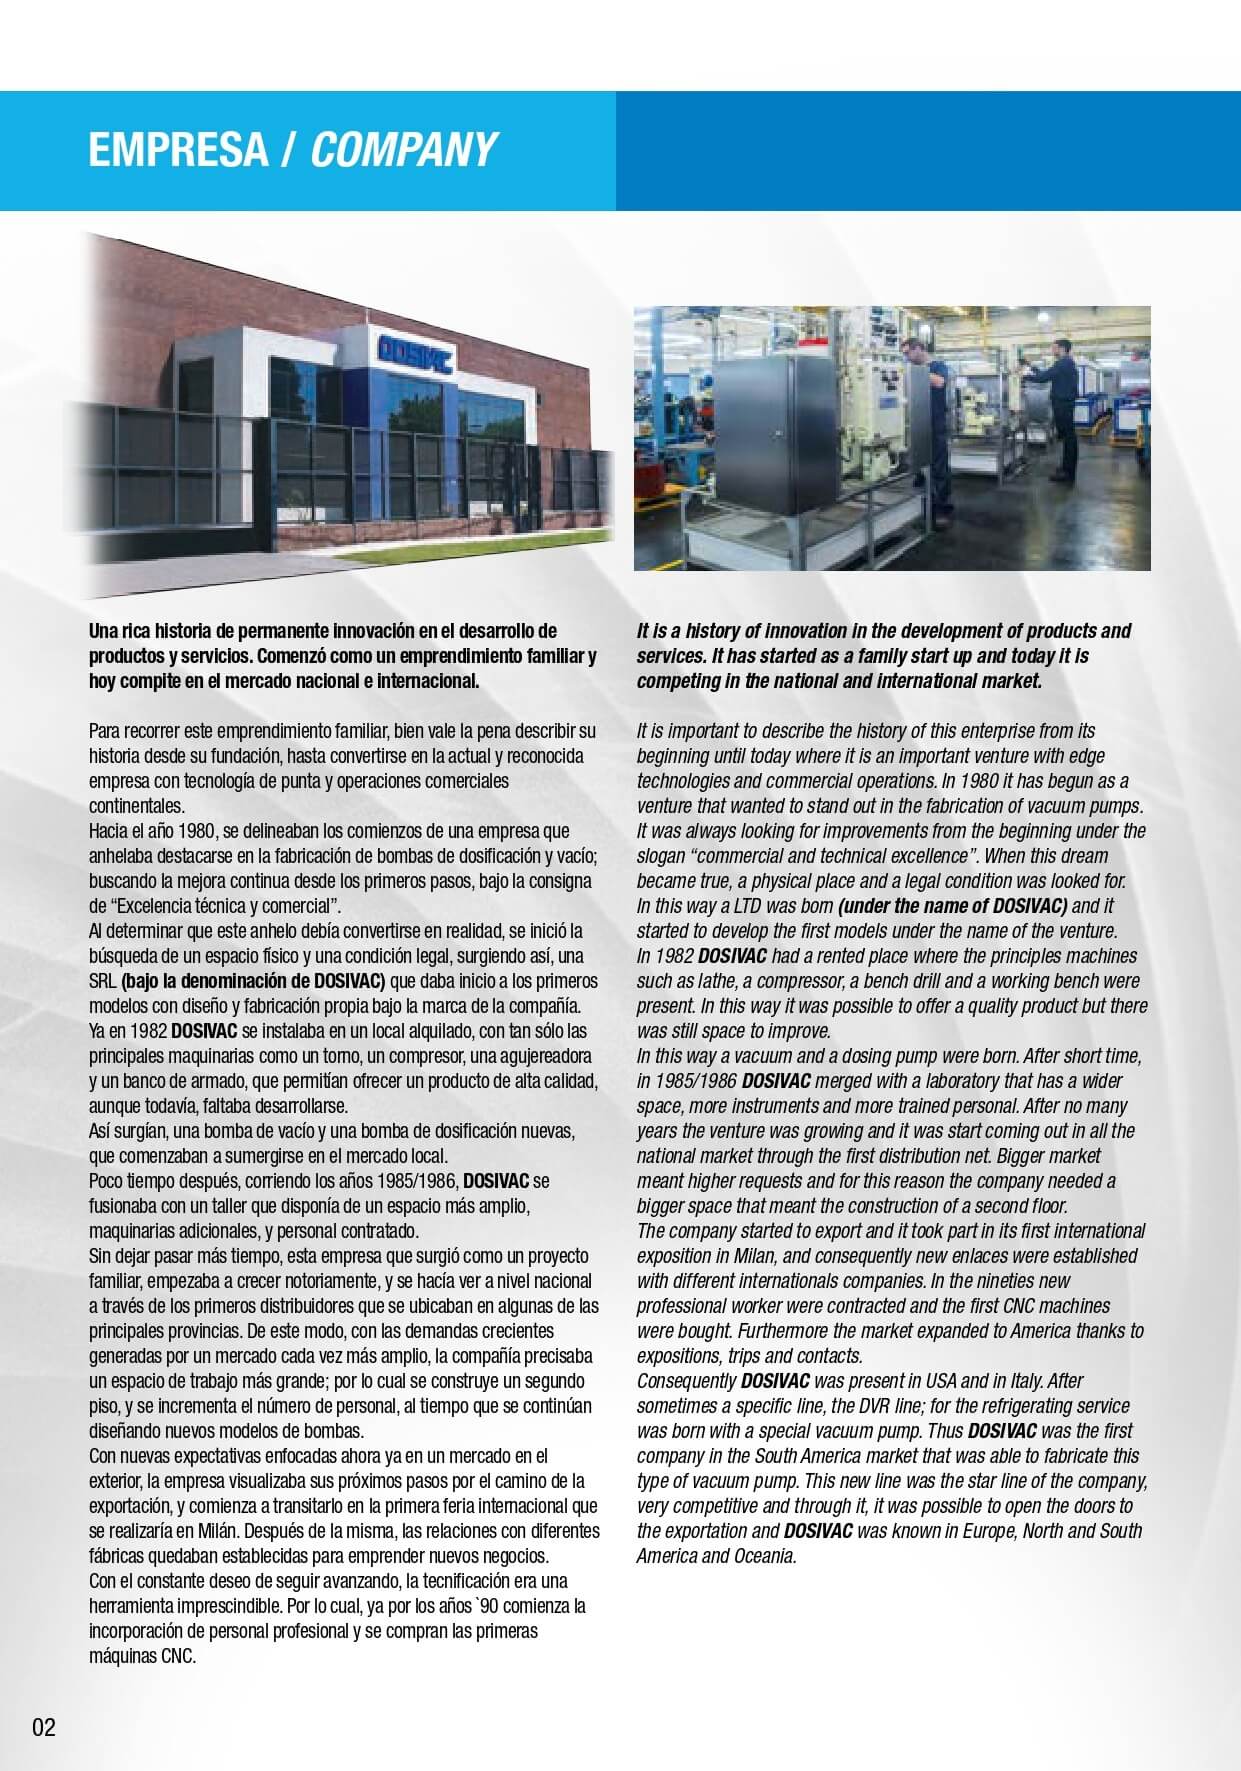 EMPRESA / COMPANY
DOSIVAC
Una rica historia de permanente innovación en el desarrollo de
productos y servicios. Comenzó como un emprendimiento familiar y
hoy compite en el mercado nacional e internacional.
Para recorrer este emprendimiento familiar, bien vale la pena describir su
historia desde su fundación, hasta convertirse en la actual y reconocida
empresa con tecnología de punta y operaciones comerciales
continentales.
Hacia el año 1980, se delineaban los comienzos de una empresa que
anhelaba destacarse en la fabricación de bombas de dosificación y vacío;
buscando la mejora continua desde los primeros pasos, bajo la consigna
de “Excelencia técnica y comercial”.
Al determinar que este anhelo debía convertirse en realidad, se inició la
búsqueda de un espacio físico y una condición legal, surgiendo así, una
SRL (bajo la denominación de DOSIVAC) que daba inicio a los primeros
modelos con diseño y fabricación propia bajo la marca de la compañía.
Ya en 1982 DOSIVAC se instalaba en un local alquilado, con tan sólo las
principales maquinarias como un torno, un compresor, una agujereadora
y un banco de armado, que permitían ofrecer un producto de alta calidad,
aunque todavía, faltaba desarrollarse.
Así surgían, una bomba de vacío y una bomba de dosificación nuevas,
que comenzaban a sumergirse en el mercado local.
Poco tiempo después, corriendo los años 1985/1986, DOSIVAC se
fusionaba con un taller que disponía de un espacio más amplio,
maquinarias adicionales, y personal contratado.
Sin dejar pasar más tiempo, esta empresa que surgió como un proyecto
familiar, empezaba a crecer notoriamente, y se hacía ver a nivel nacional
a través de los primeros distribuidores que se ubicaban en algunas de las
principales provincias. De este modo, con las demandas crecientes
generadas por un mercado cada vez más amplio, la compañía precisaba
un espacio de trabajo más grande; por lo cual se construye un segundo
piso, y se incrementa el número de personal, al tiempo que se continúan
diseñando nuevos modelos de bombas.
Con nuevas expectativas enfocadas ahora ya en un mercado en el
exterior, la empresa visualizaba sus próximos pasos por el camino de la
exportación, y comienza a transitarlo en la primera feria internacional que
se realizaría en Milán. Después de la misma, las relaciones con diferentes
fábricas quedaban establecidas para emprender nuevos negocios.
Con el constante deseo de seguir avanzando, la tecnificación era una
herramienta imprescindible. Por lo cual, ya por los años `90 comienza la
incorporación de personal profesional y se compran las primeras
máquinas CNC.
It is a history of innovation in the development of products and
services. It has started as a family start up and today it is
competing in the national and international market.
It is important to describe the history of this enterprise from its
beginning until today where it is an important venture with edge
technologies and commercial operations. In 1980 it has begun as a
venture that wanted to stand out in the fabrication of vacuum pumps.
It was always looking for improvements from the beginning under the
slogan “commercial and technical excellence”. When this dream
became true, a physical place and a legal condition was looked for.
In this way a LTD was born (under the name of DOSIVAC) and it
started to develop the first models under the name of the venture.
In 1982 DOSIVAC had a rented place where the principles machines
such as lathe, a compressor, a bench drill and a working bench were
present. In this way it was possible to offer a quality product but there
was still space to improve.
In this way a vacuum and a dosing pump were born. After short time,
in 1985/1986 DOSIVAC merged with a laboratory that has a wider
space, more instruments and more trained personal. After no many
years the venture was growing and it was start coming out in all the
national market through the first distribution net. Bigger market
meant higher requests and for this reason the company needed a
bigger space that meant the construction of a second floor.
The company started to export and it took part in its first international
exposition in Milan, and consequently new enlaces were established
with different internationals companies. In the nineties new
professional worker were contracted and the first CNC machines
were bought. Furthermore the market expanded to America thanks to
expositions, trips and contacts.
Consequently DOSIVAC was present in USA and in Italy. After
sometimes a specific line, the DVR line; for the refrigerating service
was born with a special vacuum pump. Thus DOSIVAC was the first
company in the South America market that was able to fabricate this
type of vacuum pump. This new line was the star line of the company,
very competitive and through it, it was possible to open the doors to
the exportation and DOSIVAC was known in Europe, North and South
America and Oceania.
02